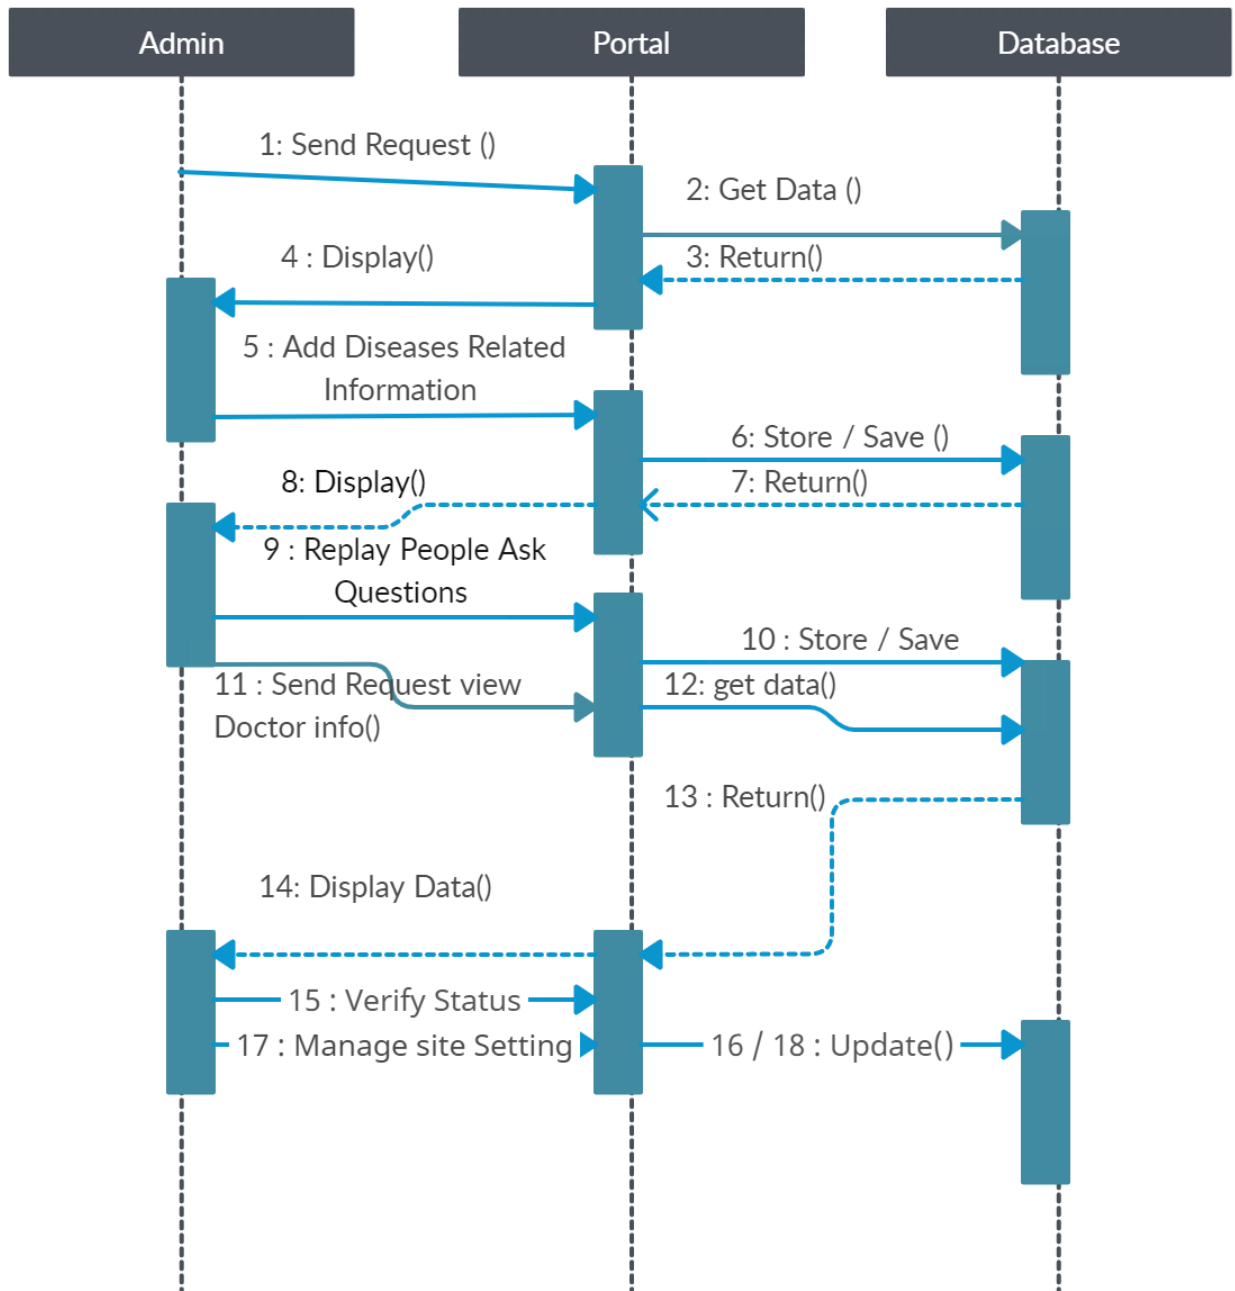 Admin
Portal
Database
1: Send Request ()
2: Get Data ()
4 : Display()
3: Return()
5 : Add Diseases Related
Information
6: Store / Save ()
8: Display()
7: Return()
9 : Replay People Ask
Questions
10 : Store / Save
11 : Send Request view
Doctor info()
12: get data()
13 : Return()
14: Display Data()
15 : Verify Status
17 : Manage site Setting
16 / 18 : Update()